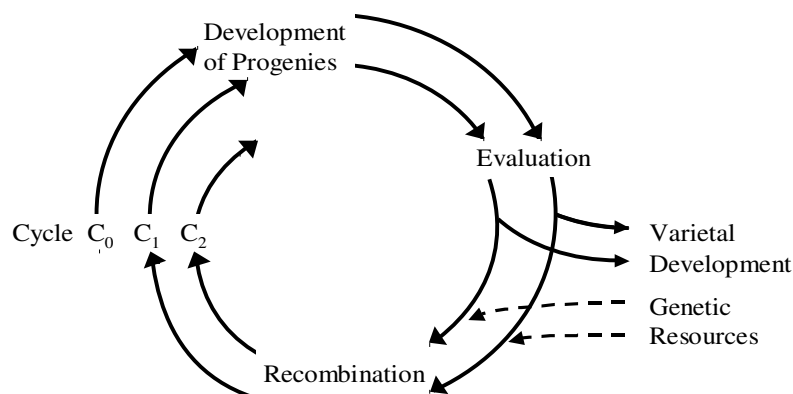 Development
of Progenies
Evaluation
Cycle C₀ C₁ C₂
Varietal
Development
Genetic
Resources
Recombination